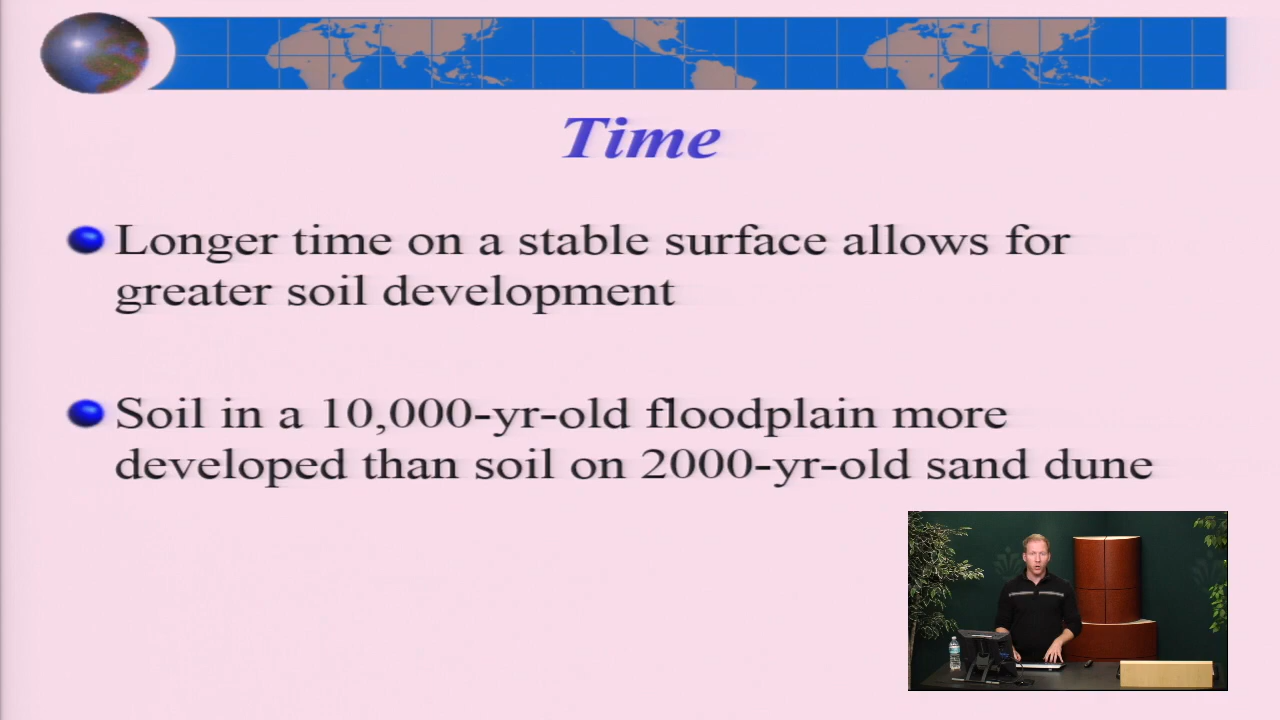 Time
Longer time on a stable surface allows for
greater soil development
Soil in a 10,000-yr-old floodplain more
developed than soil on 2000-yr-old sand dune